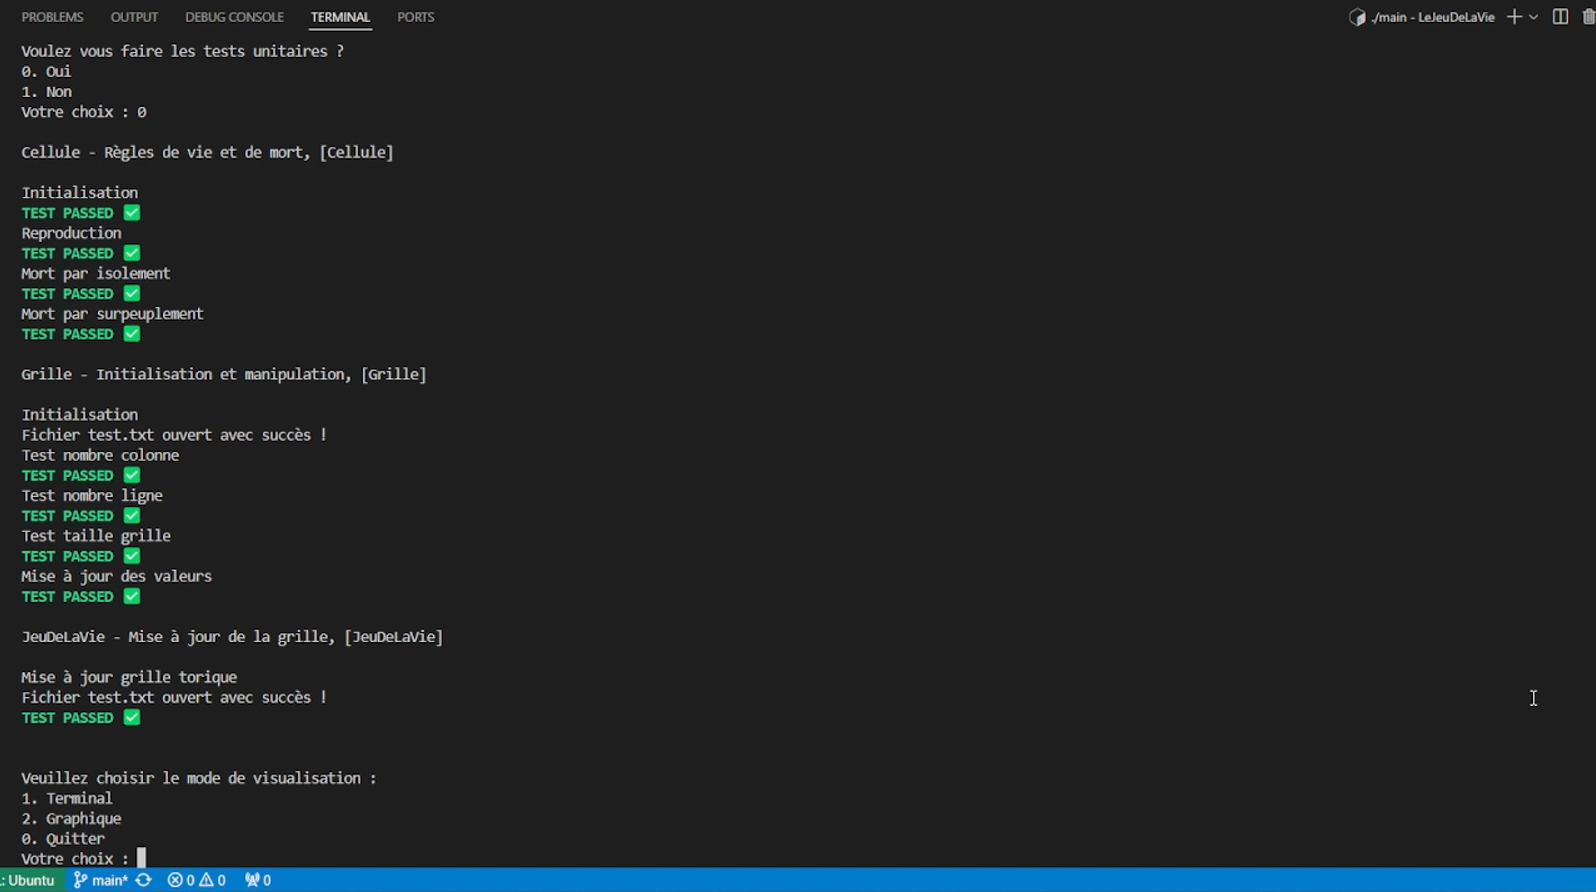 PROBLEMS OUTPUT DEBUG CONSOLE TERMINAL PORTS ./main - LeJeuDeLaVie
Voulez vous faire les tests unitaires ?
0. Oui
1. Non
Votre choix : 0
Cellule - Règles de vie et de mort, [Cellule]
Initialisation
TEST PASSED ✅
Reproduction
TEST PASSED ✅
Mort par isolement
TEST PASSED ✅
Mort par surpeuplement
TEST PASSED ✅
Grille - Initialisation et manipulation, [Grille]
Initialisation
Fichier test.txt ouvert avec succès !
Test nombre colonne
TEST PASSED ✅
Test nombre ligne
TEST PASSED ✅
Test taille grille
TEST PASSED ✅
Mise à jour des valeurs
TEST PASSED ✅
JeuDeLaVie - Mise à jour de la grille, [JeuDeLaVie]
Mise à jour grille torique
Fichier test.txt ouvert avec succès !
TEST PASSED ✅
Veuillez choisir le mode de visualisation :
1. Terminal
2. Graphique
0. Quitter
Votre choix :
: Ubuntu main* 0 0 0